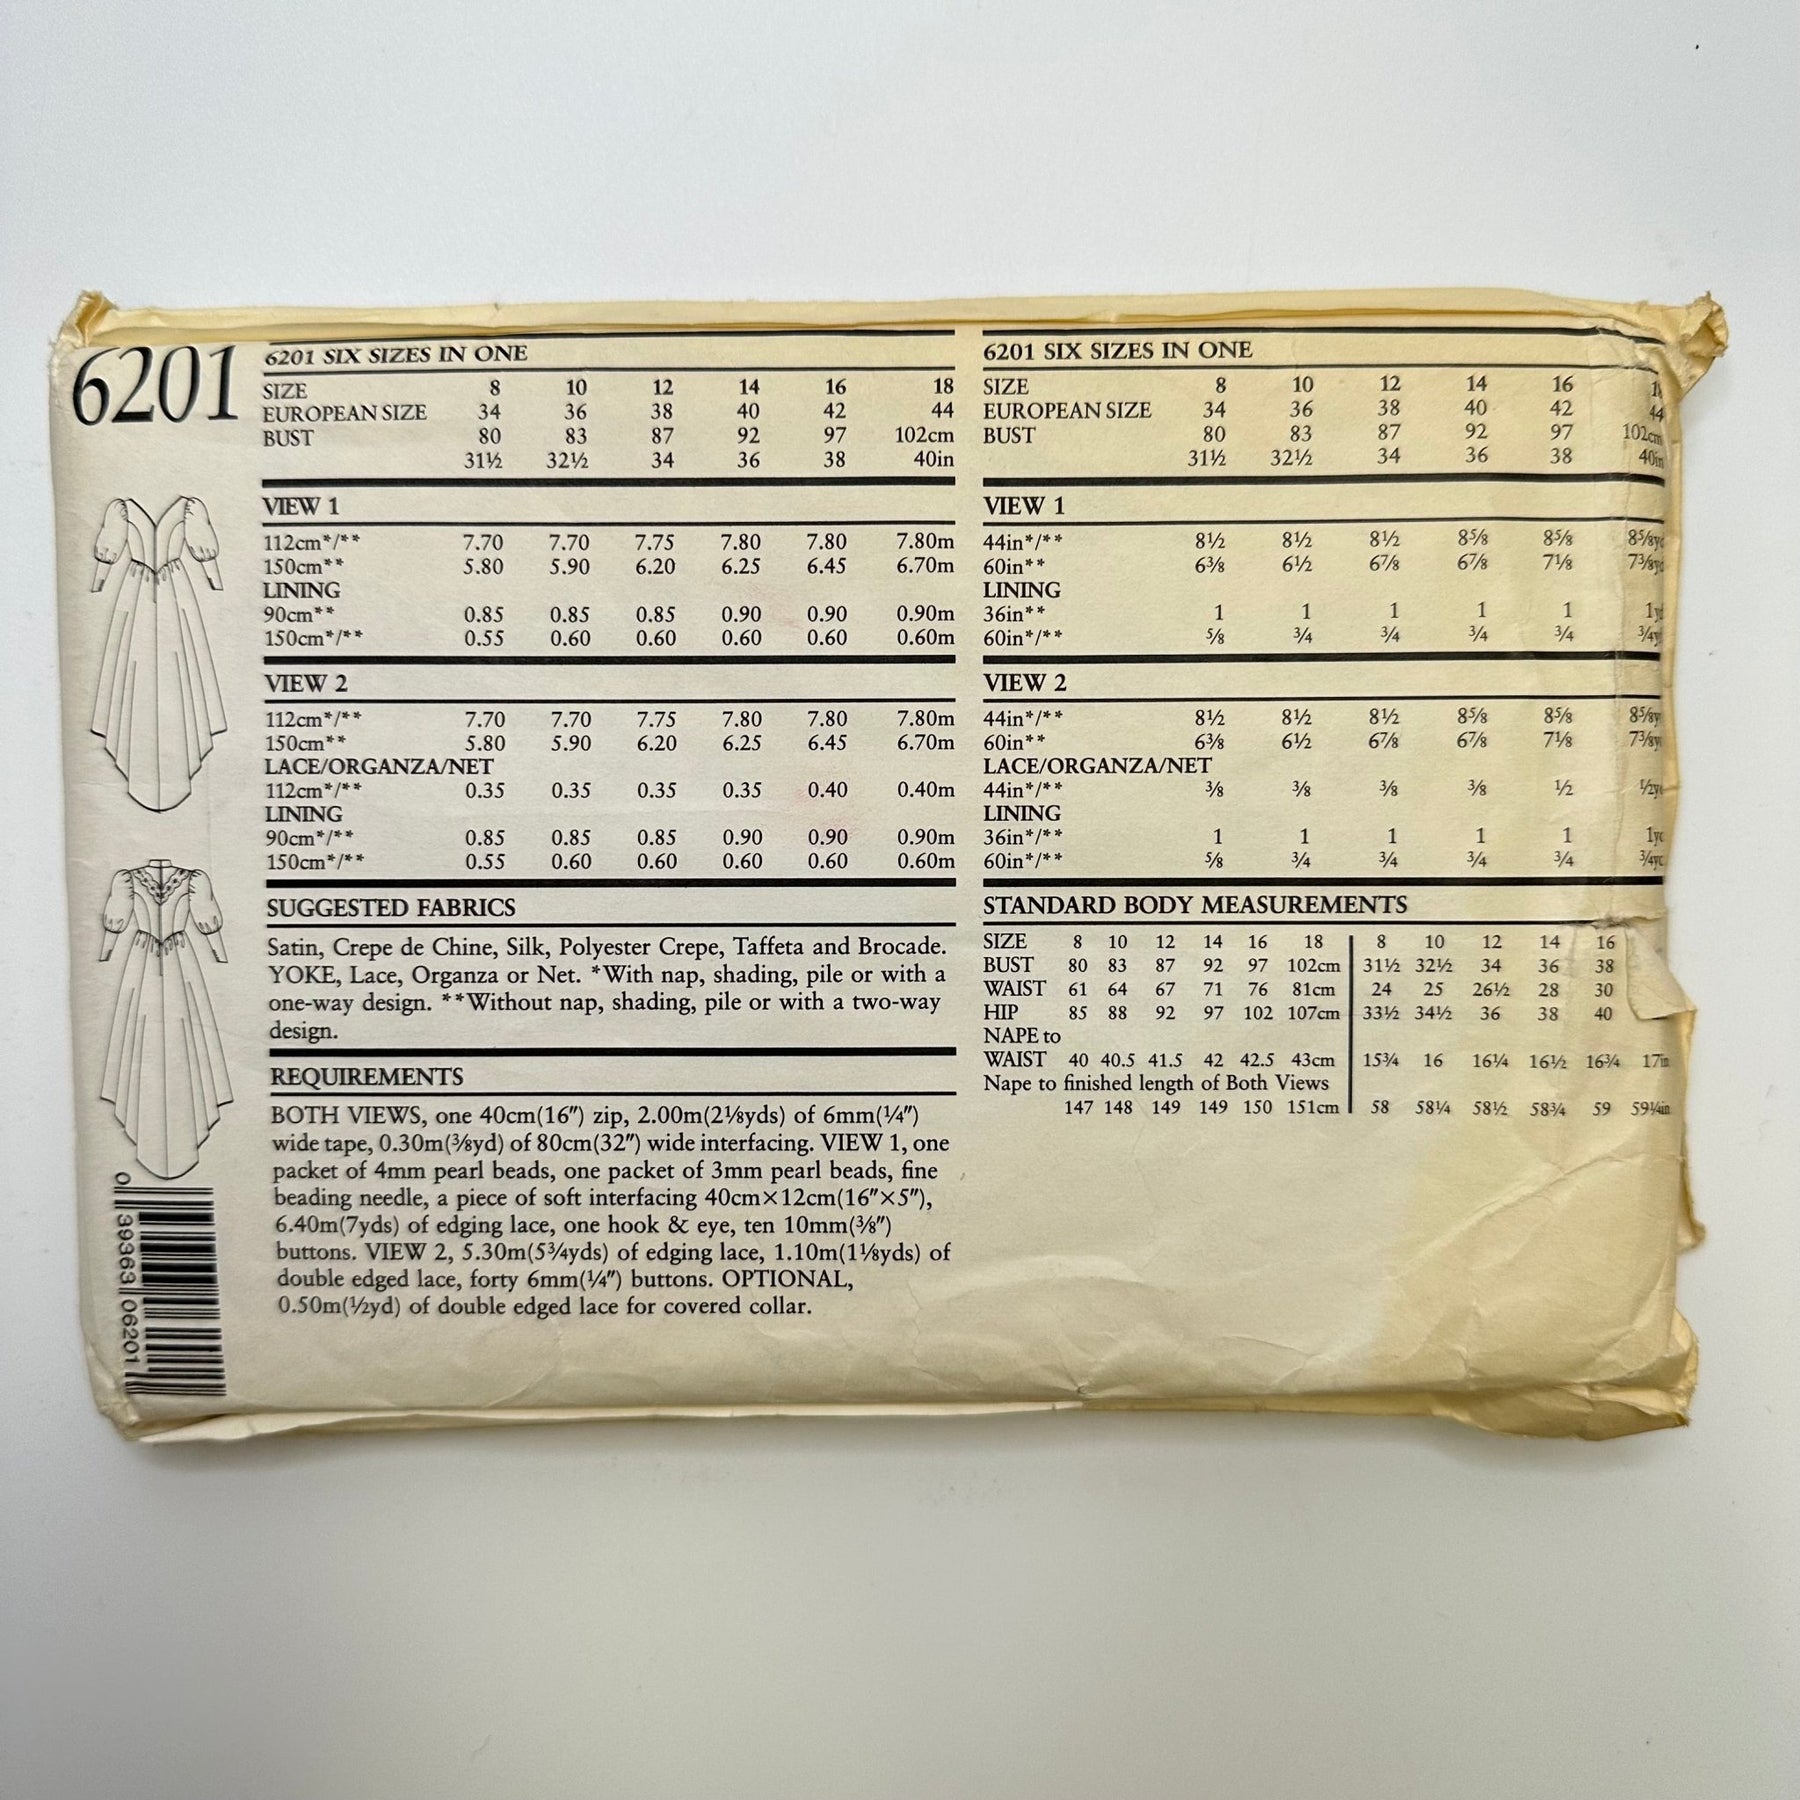 6201
6201 SIX SIZES IN ONE
SIZE 8 10 12 14 16 18
EUROPEAN SIZE 34 36 38 40 42 44
BUST 80 83 87 92 97 102cm
31½ 32½ 34 36 38 40in
VIEW 1
112cm*/** 7.70 7.70 7.75 7.80 7.80 7.80m
150cm** 5.80 5.90 6.20 6.25 6.45 6.70m
LINING
90cm** 0.85 0.85 0.85 0.90 0.90 0.90m
150cm*/** 0.55 0.60 0.60 0.60 0.60 0.60m
VIEW 2
112cm*/** 7.70 7.70 7.75 7.80 7.80 7.80m
150cm** 5.80 5.90 6.20 6.25 6.45 6.70m
LACE/ORGANZA/NET
112cm*/** 0.35 0.35 0.35 0.35 0.40 0.40m
LINING
90cm*/** 0.85 0.85 0.85 0.90 0.90 0.90m
150cm*/** 0.55 0.60 0.60 0.60 0.60 0.60m
SUGGESTED FABRICS
Satin, Crepe de Chine, Silk, Polyester Crepe, Taffeta and Brocade.
YOKE, Lace, Organza or Net. *With nap, shading, pile or with a
one-way design. **Without nap, shading, pile or with a two-way
design.
REQUIREMENTS
BOTH VIEWS, one 40cm(16″) zip, 2.00m(2⅛yds) of 6mm(¼″)
wide tape, 0.30m(⅜yd) of 80cm(32″) wide interfacing. VIEW 1, one
packet of 4mm pearl beads, one packet of 3mm pearl beads, fine
beading needle, a piece of soft interfacing 40cm×12cm(16″×5″),
6.40m(7yds) of edging lace, one hook & eye, ten 10mm(⅜″)
buttons. VIEW 2, 5.30m(5¾yds) of edging lace, 1.10m(1⅛yds) of
double edged lace, forty 6mm(¼″) buttons. OPTIONAL,
0.50m(½yd) of double edged lace for covered collar.
0 39363 06201
6201 SIX SIZES IN ONE
SIZE 8 10 12 14 16
EUROPEAN SIZE 34 36 38 40 42 44
BUST 80 83 87 92 97 102cm
31½ 32½ 34 36 38 40in
VIEW 1
44in*/** 8½ 8½ 8½ 8⅝ 8⅝ 8⅝y
60in** 6⅜ 6½ 6⅞ 6⅞ 7⅛ 7⅜y
LINING
36in** 1 1 1 1 1 1y
60in*/** ⅝ ¾ ¾ ¾ ¾ ¾y
VIEW 2
44in*/** 8½ 8½ 8½ 8⅝ 8⅝ 8⅝y
60in** 6⅜ 6½ 6⅞ 6⅞ 7⅛ 7⅜y
LACE/ORGANZA/NET
44in*/** ⅜ ⅜ ⅜ ⅜ ½ ½y
LINING
36in*/** 1 1 1 1 1 1y
60in*/** ⅝ ¾ ¾ ¾ ¾ ¾y
STANDARD BODY MEASUREMENTS
SIZE 8 10 12 14 16 18 8 10 12 14 16
BUST 80 83 87 92 97 102cm 31½ 32½ 34 36 38
WAIST 61 64 67 71 76 81cm 24 25 26½ 28 30
HIP 85 88 92 97 102 107cm 33½ 34½ 36 38 40
NAPE to
WAIST 40 40.5 41.5 42 42.5 43cm 15¾ 16 16¼ 16½ 16¾ 17in
Nape to finished length of Both Views
147 148 149 149 150 151cm 58 58¼ 58½ 58¾ 59 59¼in